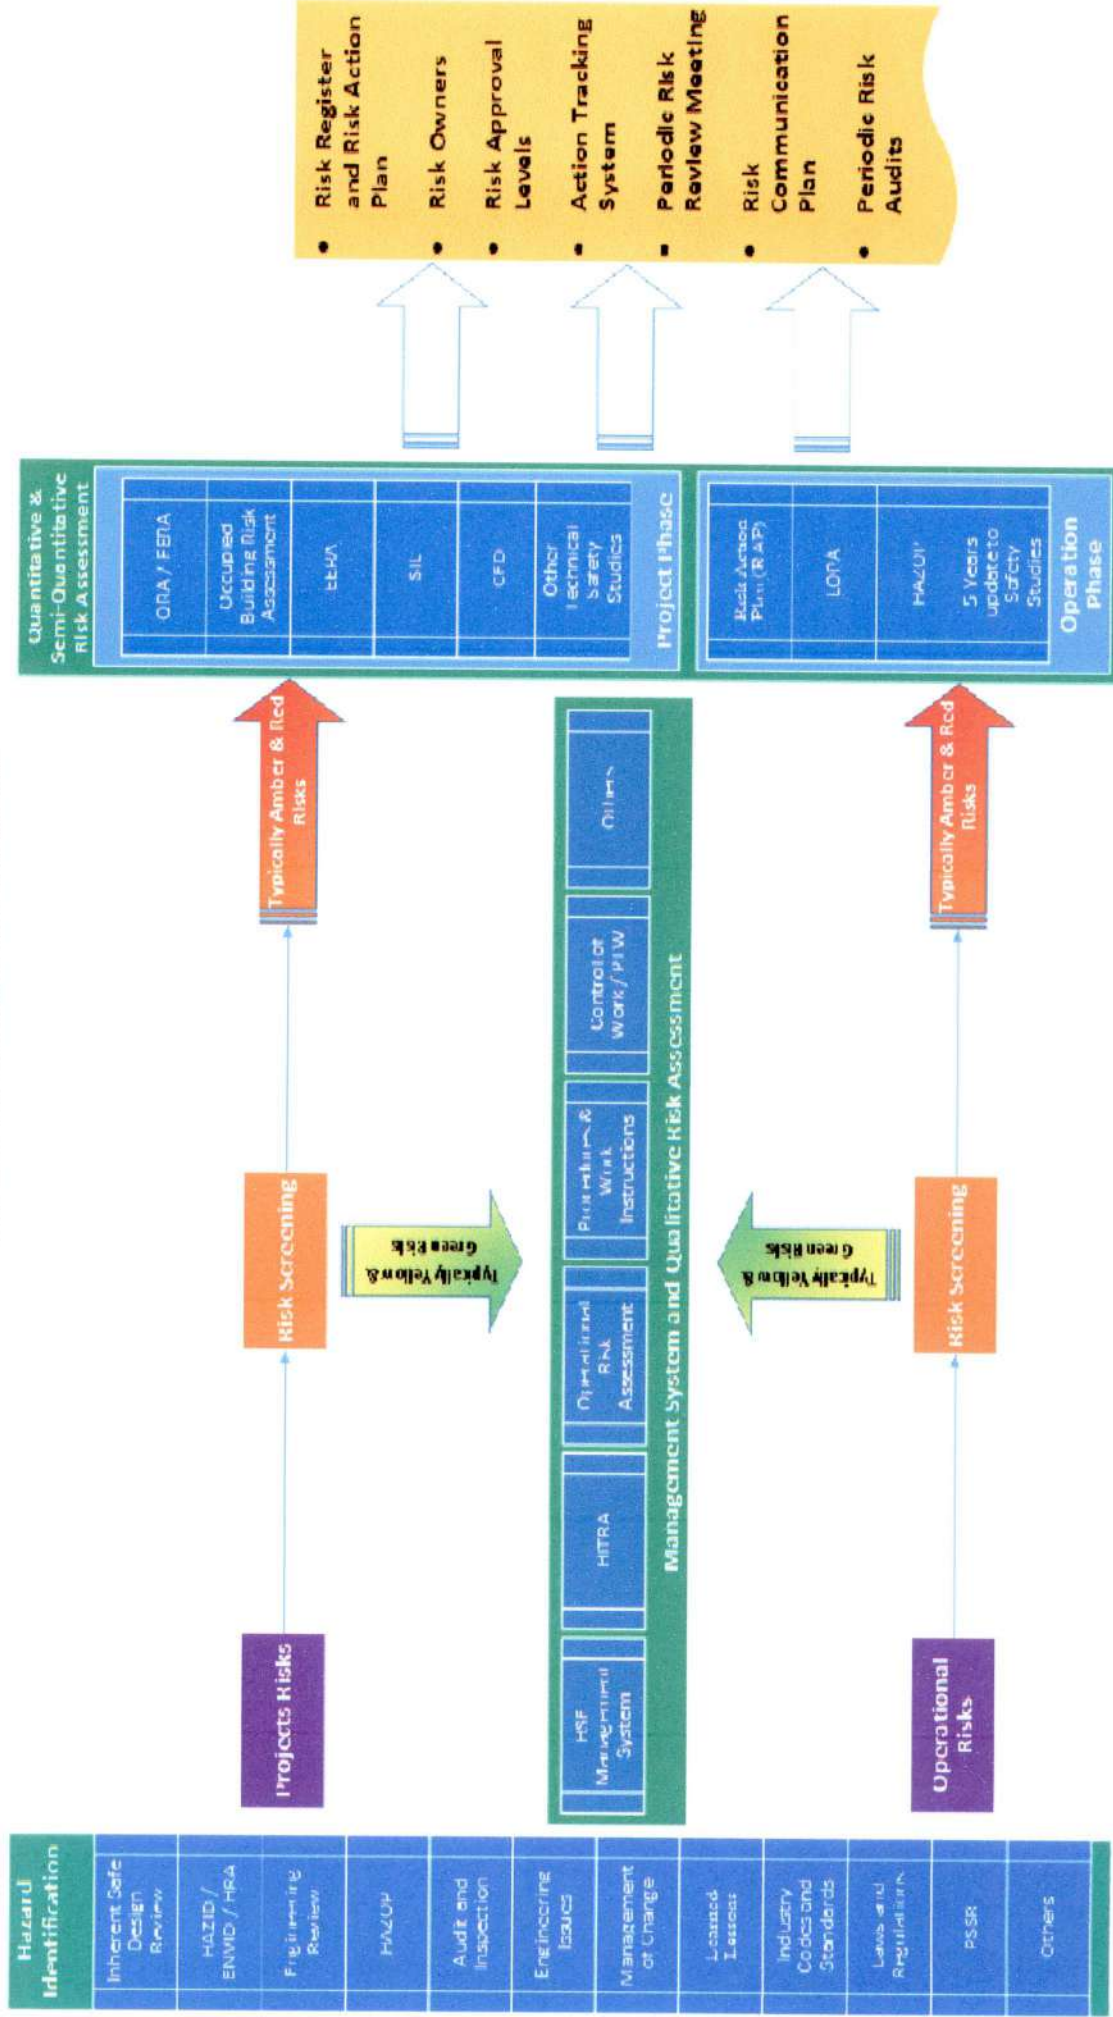 Hazard
Identification
Inherent Safe
Design
Review
HAZID /
ENVID / HRA
Engineering
Review
HAZOP
Audit and
Inspection
Engineering
Issues
Management
of Change
Learned
Lesson
Industry
Codes and
Standards
Laws and
Regulations
PSSR
Others
Projects Risks
Risk Screening
Typically Amber & Red
Risks
Typically Yellow &
Green Risks
HSE
Management
System
HITRA
Operational
Risk
Assessment
Procedures &
Work
Instructions
Control of
Work / PTW
Others
Management System and Qualitative Risk Assessment
Typically Yellow &
Green Risks
Operational
Risks
Risk Screening
Typically Amber & Red
Risks
Quantitative &
Semi-Quantitative
Risk Assessment
QRA / FERA
Occupied
Building Risk
Assessment
EERA
SIL
CFD
Other
Technical
Safety
Studies
Project Phase
Risk Action
Plan (RAP)
LOPA
HAZOP
5 Years
update to
Safety
Studies
Operation
Phase
• Risk Register
and Risk Action
Plan
• Risk Owners
• Risk Approval
Levels
• Action Tracking
System
• Periodic Risk
Review Meeting
• Risk
Communication
Plan
• Periodic Risk
Audits